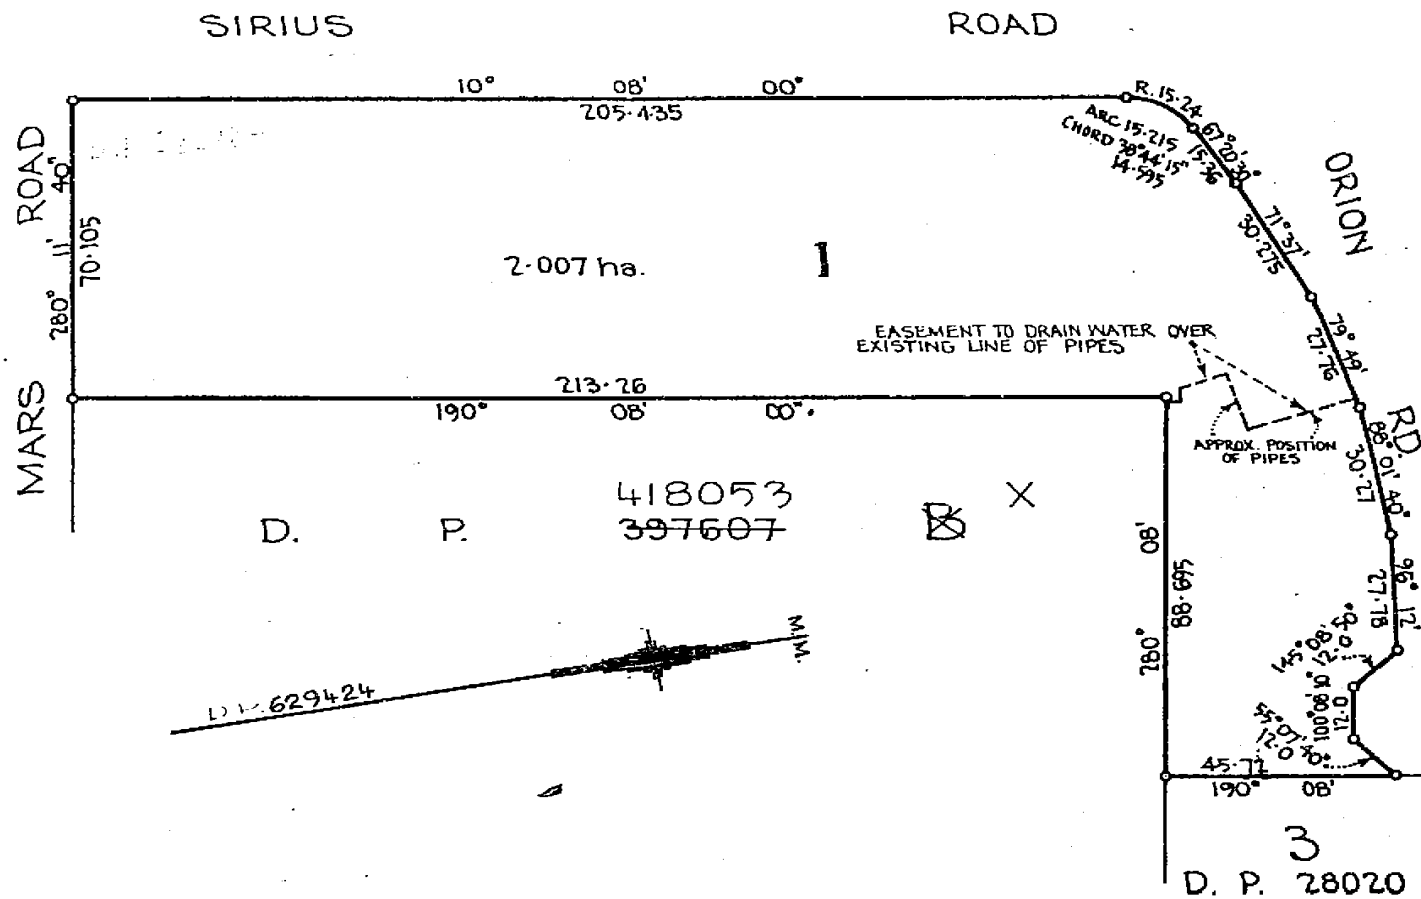 SIRIUS ROAD
10° 08' 00"
205·435
R. 15·24
ARC 15·215
CHORD 38°44'15"
14·595
67° 20' 30"
15·36
ORION RD.
71° 37'
30·275
79° 49'
27·76
88° 01' 40"
30·27
96° 12'
27·78
145° 08' 40"
12·0
100° 08' 10"
12·0
55° 07' 40"
12·0
MARS ROAD
280° 11' 40"
70·105
2·007 ha.
1
EASEMENT TO DRAIN WATER OVER
EXISTING LINE OF PIPES
APPROX. POSITION
OF PIPES
213·26
190° 08' 00"
418053 X
D. P. 397607 B
280° 08'
88·695
M.M.
629424
45·77
190° 08'
3
D. P. 28020